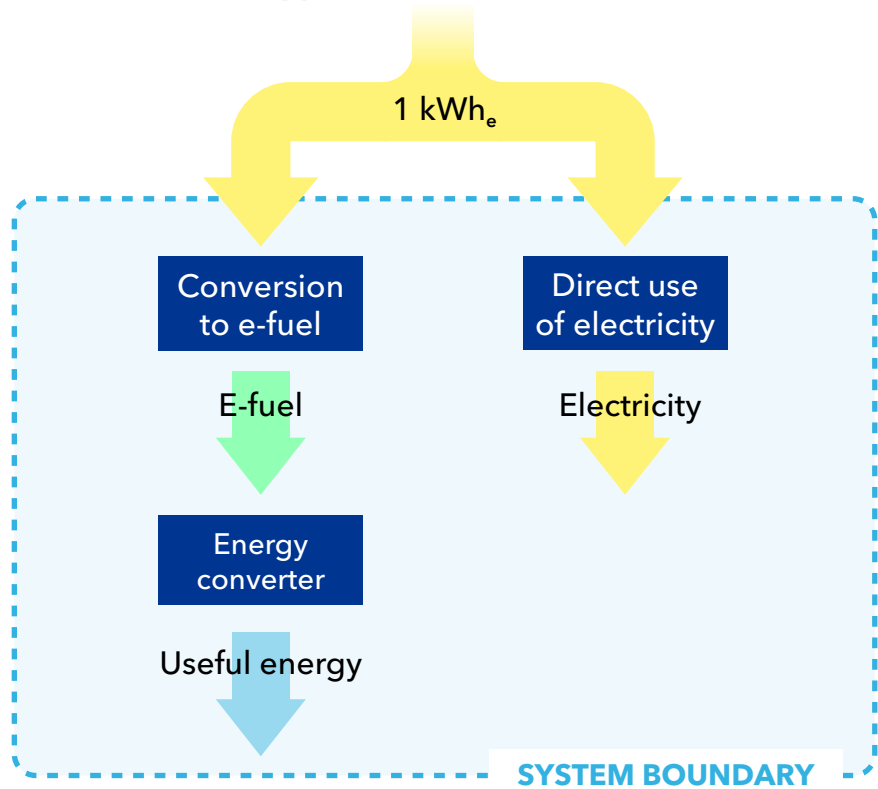 1 kWhₑ
Conversion
to e-fuel
Direct use
of electricity
E-fuel
Electricity
Energy
converter
Useful energy
SYSTEM BOUNDARY